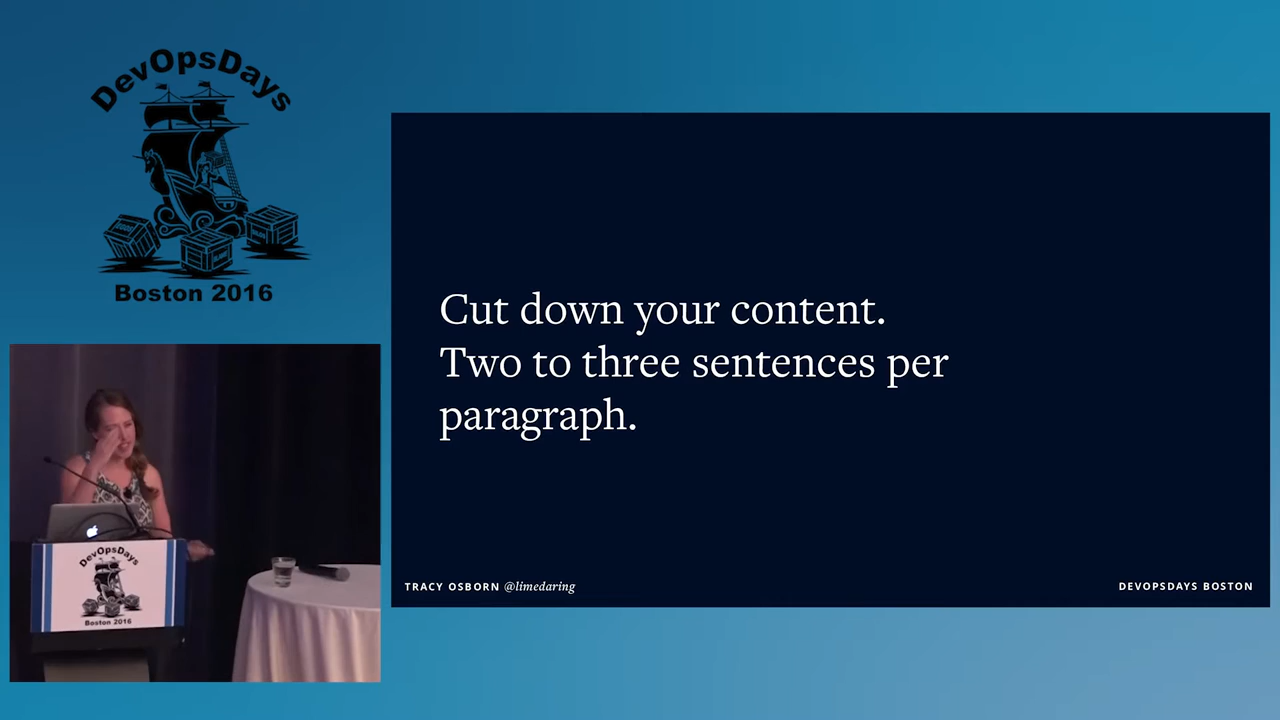 DevOpsDays
Boston 2016
Cut down your content.
Two to three sentences per
paragraph.
TRACY OSBORN @limedaring
DEVOPSDAYS BOSTON
DevOpsDays
Boston 2016